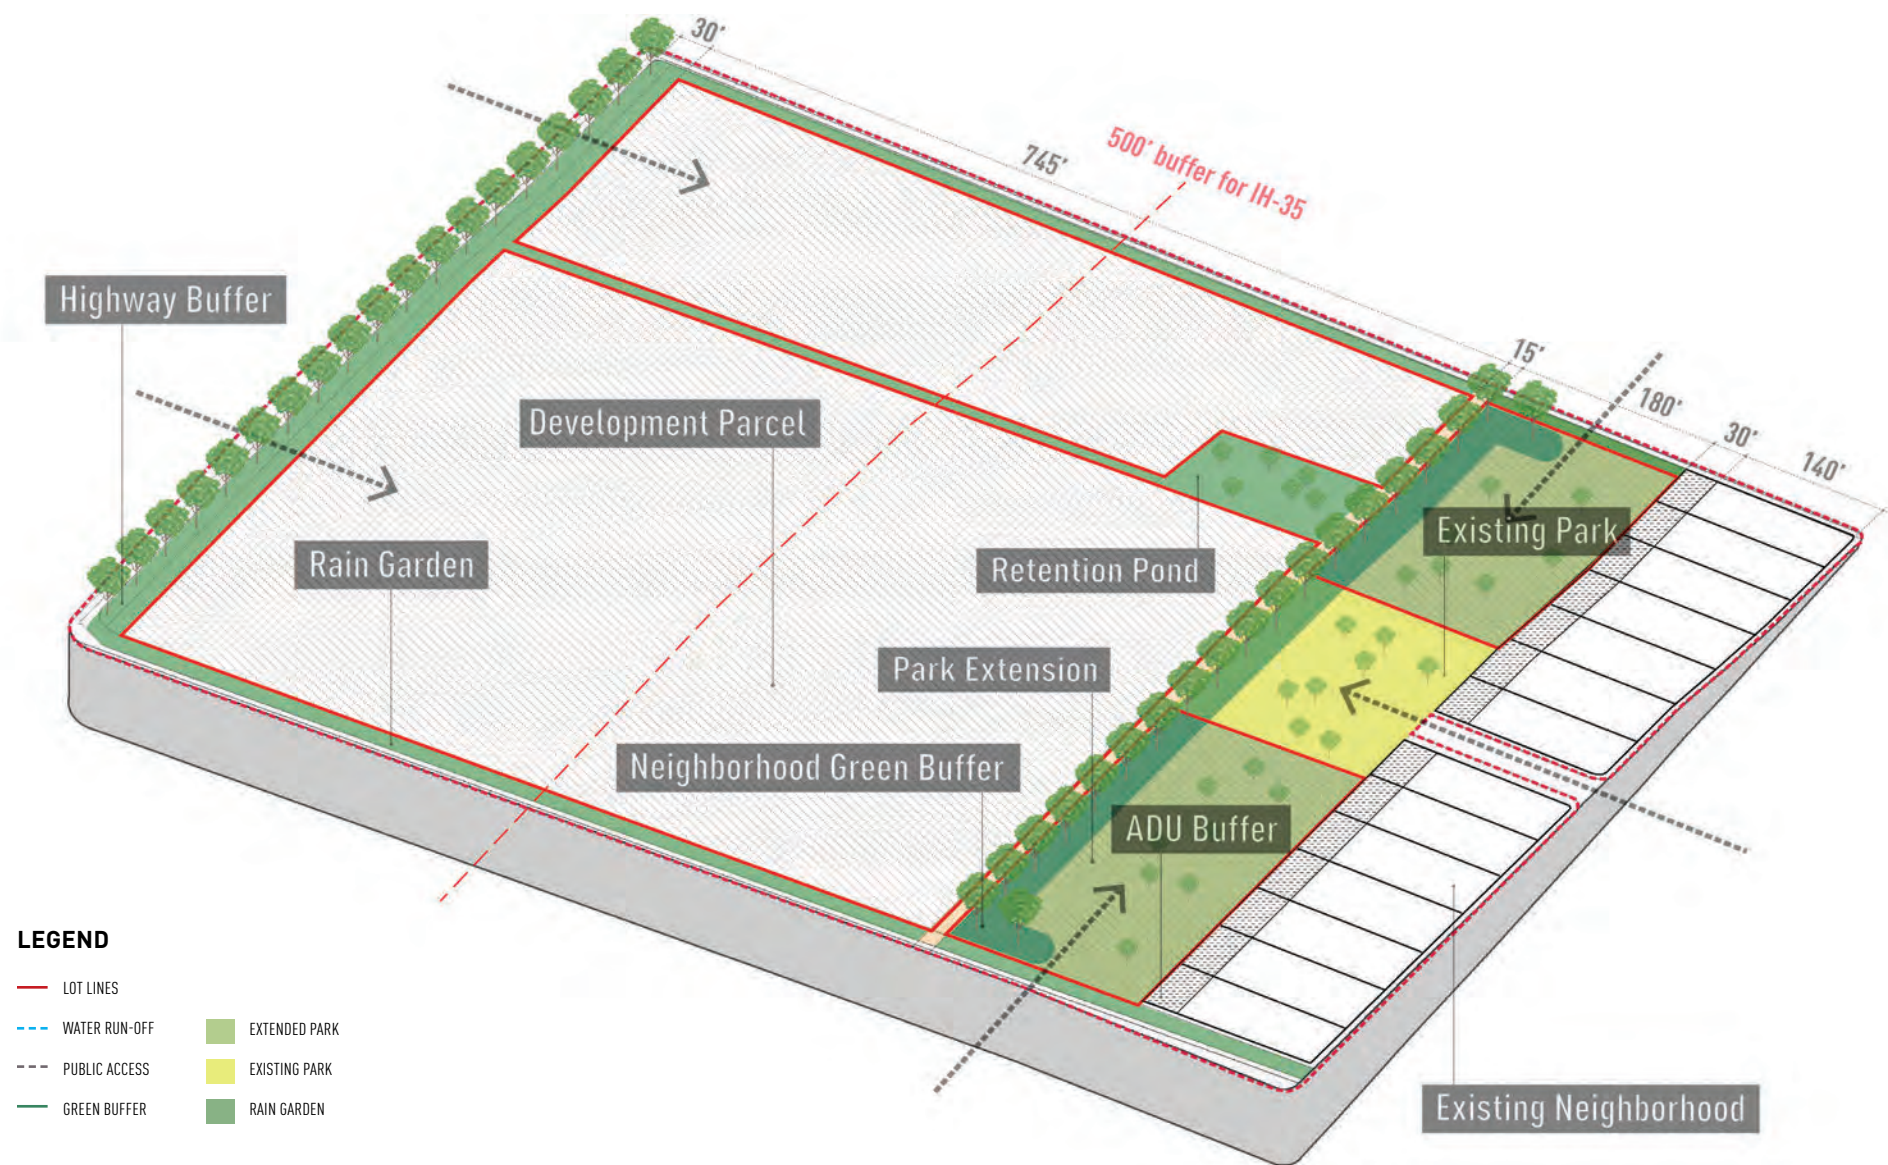 30'
745'
500' buffer for IH-35
15'
180'
30'
140'
Highway Buffer
Development Parcel
Rain Garden
Retention Pond
Existing Park
Park Extension
Neighborhood Green Buffer
ADU Buffer
Existing Neighborhood
LEGEND
LOT LINES
WATER RUN-OFF
PUBLIC ACCESS
GREEN BUFFER
EXTENDED PARK
EXISTING PARK
RAIN GARDEN